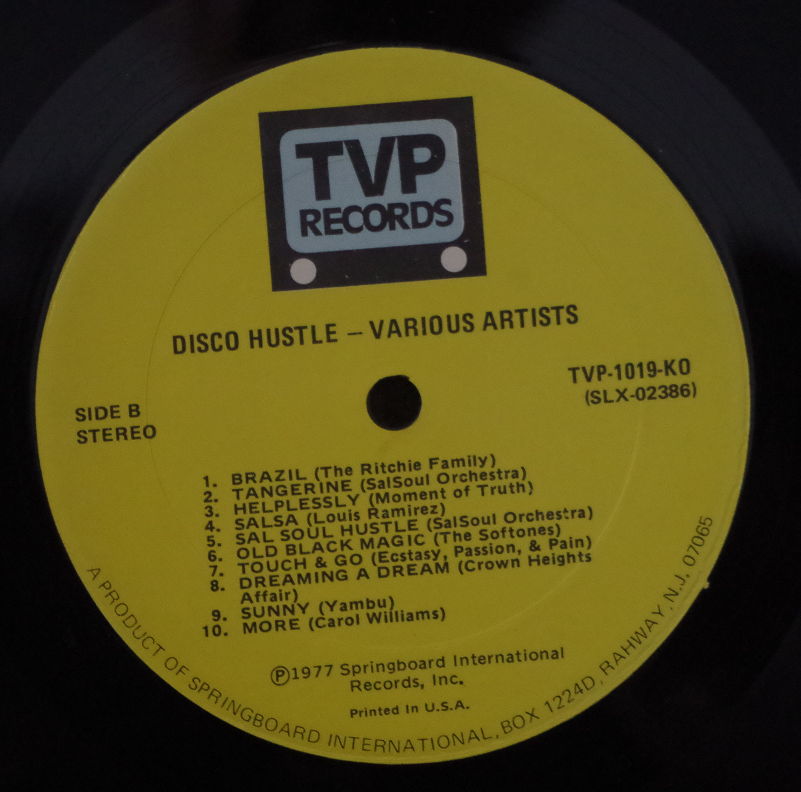 TVP
RECORDS
DISCO HUSTLE – VARIOUS ARTISTS
TVP-1019-KO
(SLX-02386)
SIDE B
STEREO
1. BRAZIL (The Ritchie Family)
2. TANGERINE (SalSoul Orchestra)
3. HELPLESSLY (Moment of Truth)
4. SALSA (Louis Ramirez)
5. SAL SOUL HUSTLE (SalSoul Orchestra)
6. OLD BLACK MAGIC (The Softones)
7. TOUCH & GO (Ecstasy, Passion, & Pain)
8. DREAMING A DREAM (Crown Heights
Affair)
9. SUNNY (Yambu)
10. MORE (Carol Williams)
Ⓟ1977 Springboard International
Records, Inc.
Printed In U.S.A.
A PRODUCT OF SPRINGBOARD INTERNATIONAL, BOX 1224D, RAHWAY, N.J. 07065